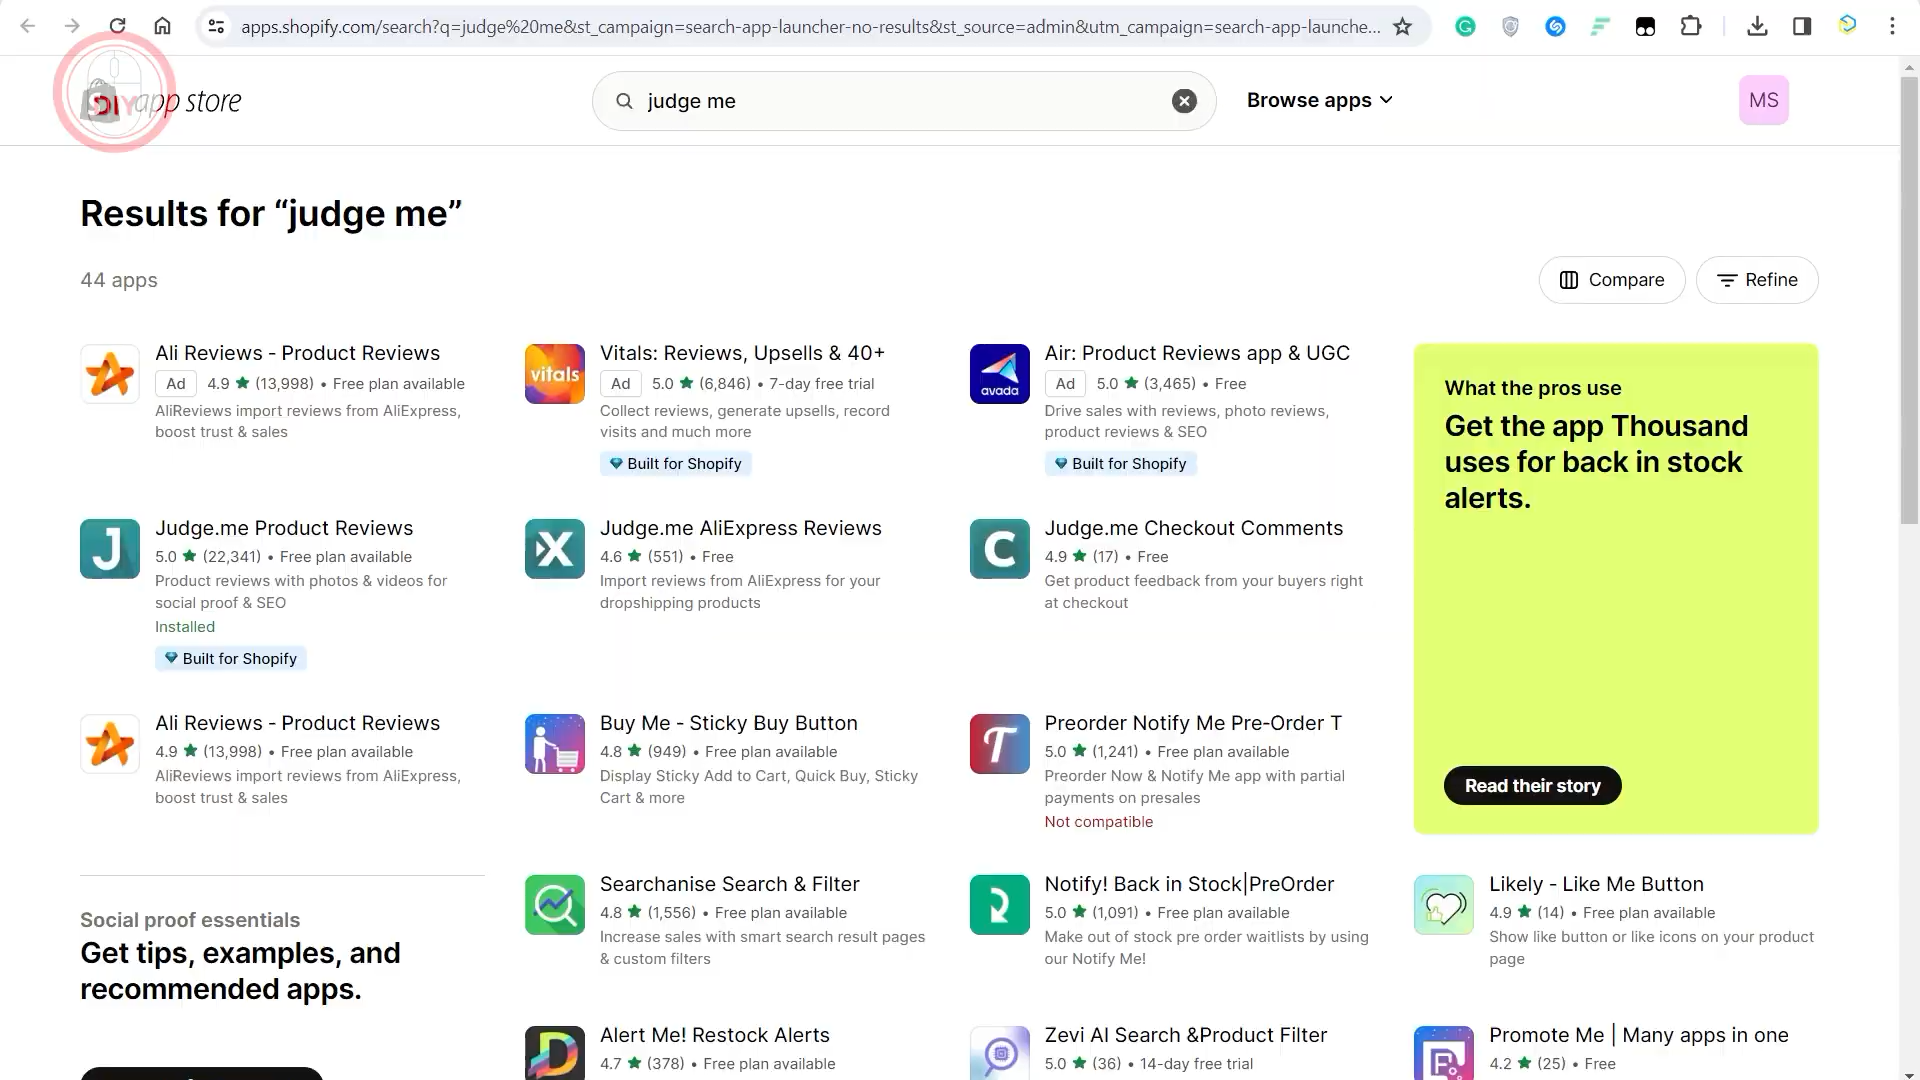 apps.shopify.com/search?q=judge%20me&st_campaign=search-app-launcher-no-results&st_source=admin&utm_campaign=search-app-launche...
DIY app store
judge me
Browse apps
MS
Results for “judge me”
44 apps
Compare
Refine
Ali Reviews - Product Reviews
Ad 4.9 ★ (13,998) • Free plan available
AliReviews import reviews from AliExpress,
boost trust & sales
vitals
Vitals: Reviews, Upsells & 40+
Ad 5.0 ★ (6,846) • 7-day free trial
Collect reviews, generate upsells, record
visits and much more
Built for Shopify
avada
Air: Product Reviews app & UGC
Ad 5.0 ★ (3,465) • Free
Drive sales with reviews, photo reviews,
product reviews & SEO
Built for Shopify
What the pros use
Get the app Thousand
uses for back in stock
alerts.
Read their story
J
Judge.me Product Reviews
5.0 ★ (22,341) • Free plan available
Product reviews with photos & videos for
social proof & SEO
Installed
Built for Shopify
X
Judge.me AliExpress Reviews
4.6 ★ (551) • Free
Import reviews from AliExpress for your
dropshipping products
C
Judge.me Checkout Comments
4.9 ★ (17) • Free
Get product feedback from your buyers right
at checkout
Ali Reviews - Product Reviews
4.9 ★ (13,998) • Free plan available
AliReviews import reviews from AliExpress,
boost trust & sales
Buy Me - Sticky Buy Button
4.8 ★ (949) • Free plan available
Display Sticky Add to Cart, Quick Buy, Sticky
Cart & more
T
Preorder Notify Me Pre-Order T
5.0 ★ (1,241) • Free plan available
Preorder Now & Notify Me app with partial
payments on presales
Not compatible
Social proof essentials
Get tips, examples, and
recommended apps.
Searchanise Search & Filter
4.8 ★ (1,556) • Free plan available
Increase sales with smart search result pages
& custom filters
Notify! Back in Stock|PreOrder
5.0 ★ (1,091) • Free plan available
Make out of stock pre order waitlists by using
our Notify Me!
Likely - Like Me Button
4.9 ★ (14) • Free plan available
Show like button or like icons on your product
page
Alert Me! Restock Alerts
4.7 ★ (378) • Free plan available
Zevi AI Search &Product Filter
5.0 ★ (36) • 14-day free trial
Promote Me | Many apps in one
4.2 ★ (25) • Free